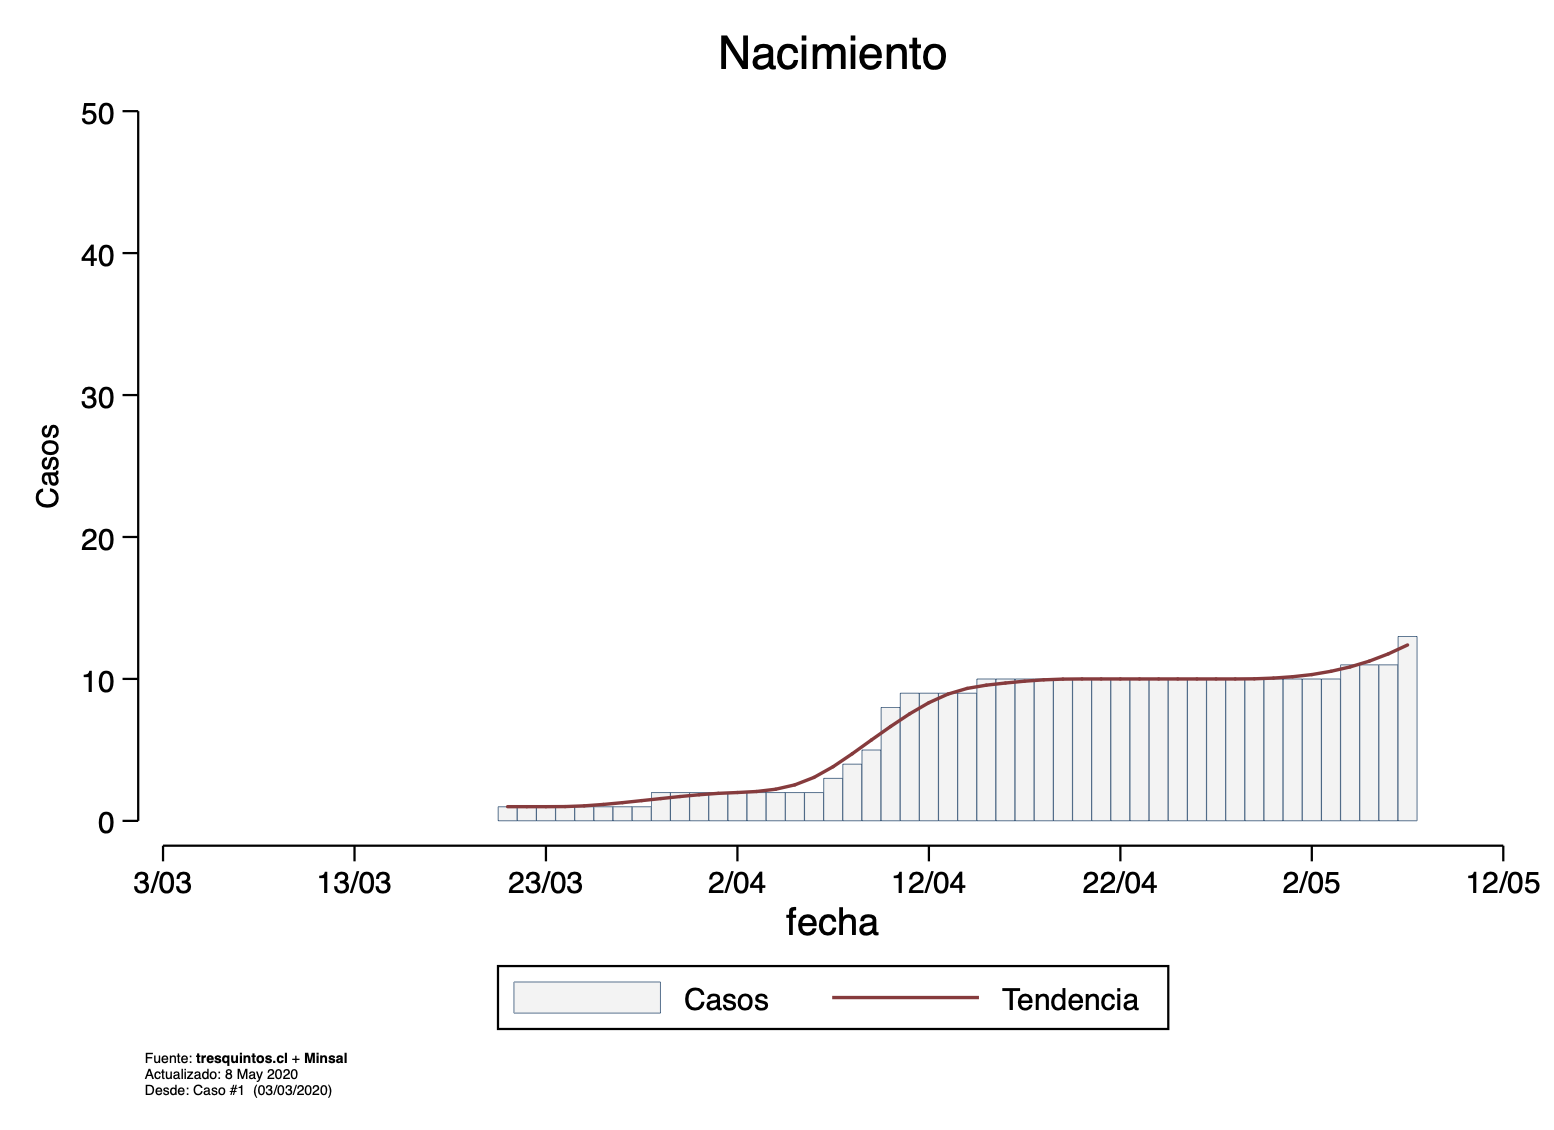 Nacimiento
50
40
30
20
10
0
Casos
3/03 13/03 23/03 2/04 12/04 22/04 2/05 12/05
fecha
Casos Tendencia
Fuente: tresquintos.cl + Minsal
Actualizado: 8 May 2020
Desde: Caso #1 (03/03/2020)